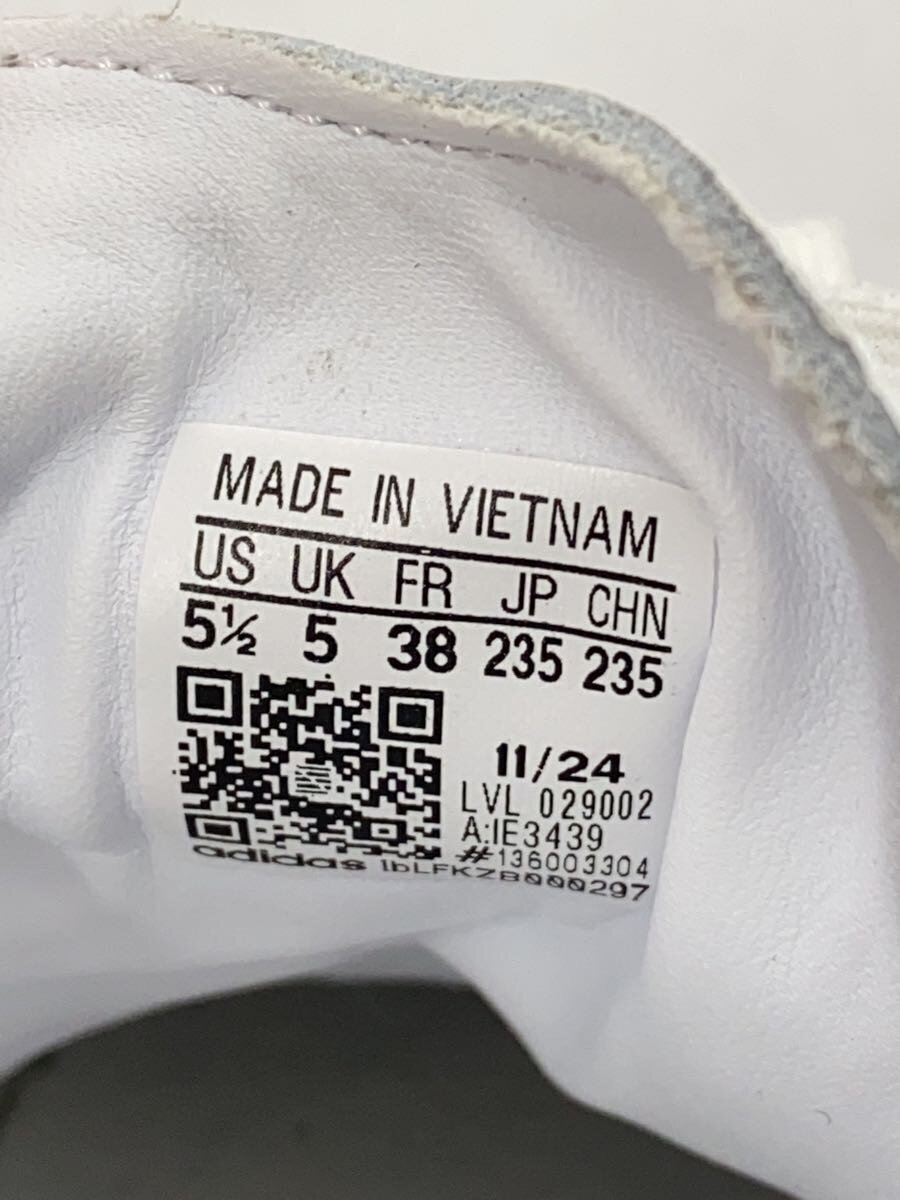 MADE IN VIETNAM
US UK FR JP CHN
5½ 5 38 235 235
11/24
LVL 029002
A:IE3439
#136003304
adidas 1bLFKZB000297